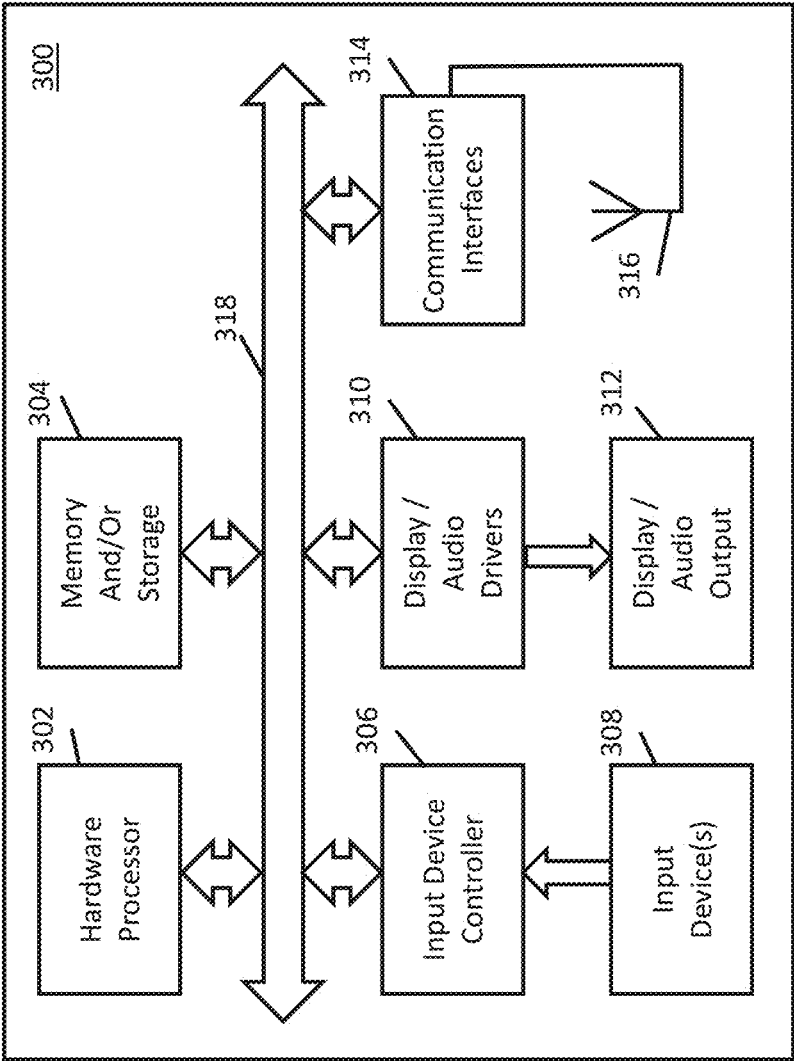 300
302
Hardware
Processor
304
Memory
And/Or
Storage
318
306
Input Device
Controller
310
Display /
Audio
Drivers
314
Communication
Interfaces
308
Input
Device(s)
312
Display /
Audio
Output
316